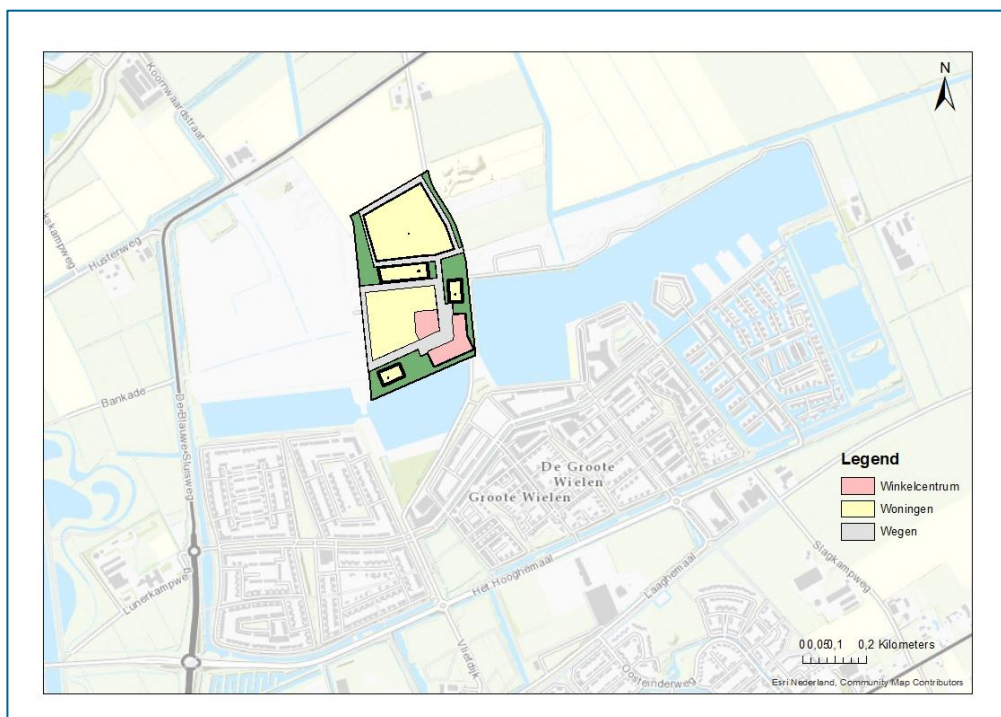 N
Koornwaardstraat
kskampweg
Husterweg
Bankade
De Blauwe Sluisweg
Lunerkampweg
De Groote
Wielen
Groote Wielen
Het Hooghemaal
Laaghemaal
Slagkampweg
Vlietdijk
Oosteinderweg
Legend
Winkelcentrum
Woningen
Wegen
0 0,05 0,1 0,2 Kilometers
Esri Nederland, Community Map Contributors